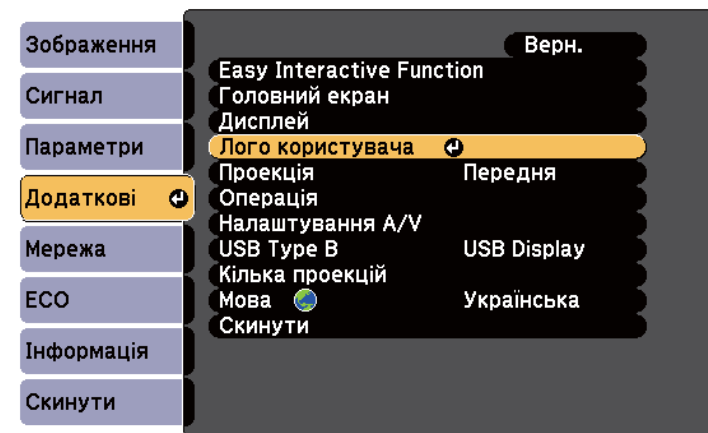 Зображення
Сигнал
Параметри
Додаткові
Мережа
ECO
Інформація
Скинути
Верн.
Easy Interactive Function
Головний екран
Дисплей
Лого користувача
Проекція Передня
Операція
Налаштування A/V
USB Type B USB Display
Кілька проекцій
Мова Українська
Скинути